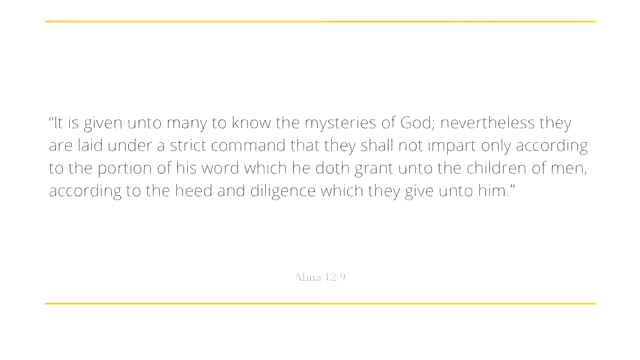 “It is given unto many to know the mysteries of God; nevertheless they
are laid under a strict command that they shall not impart only according
to the portion of his word which he doth grant unto the children of men,
according to the heed and diligence which they give unto him.”
Alma 12:9